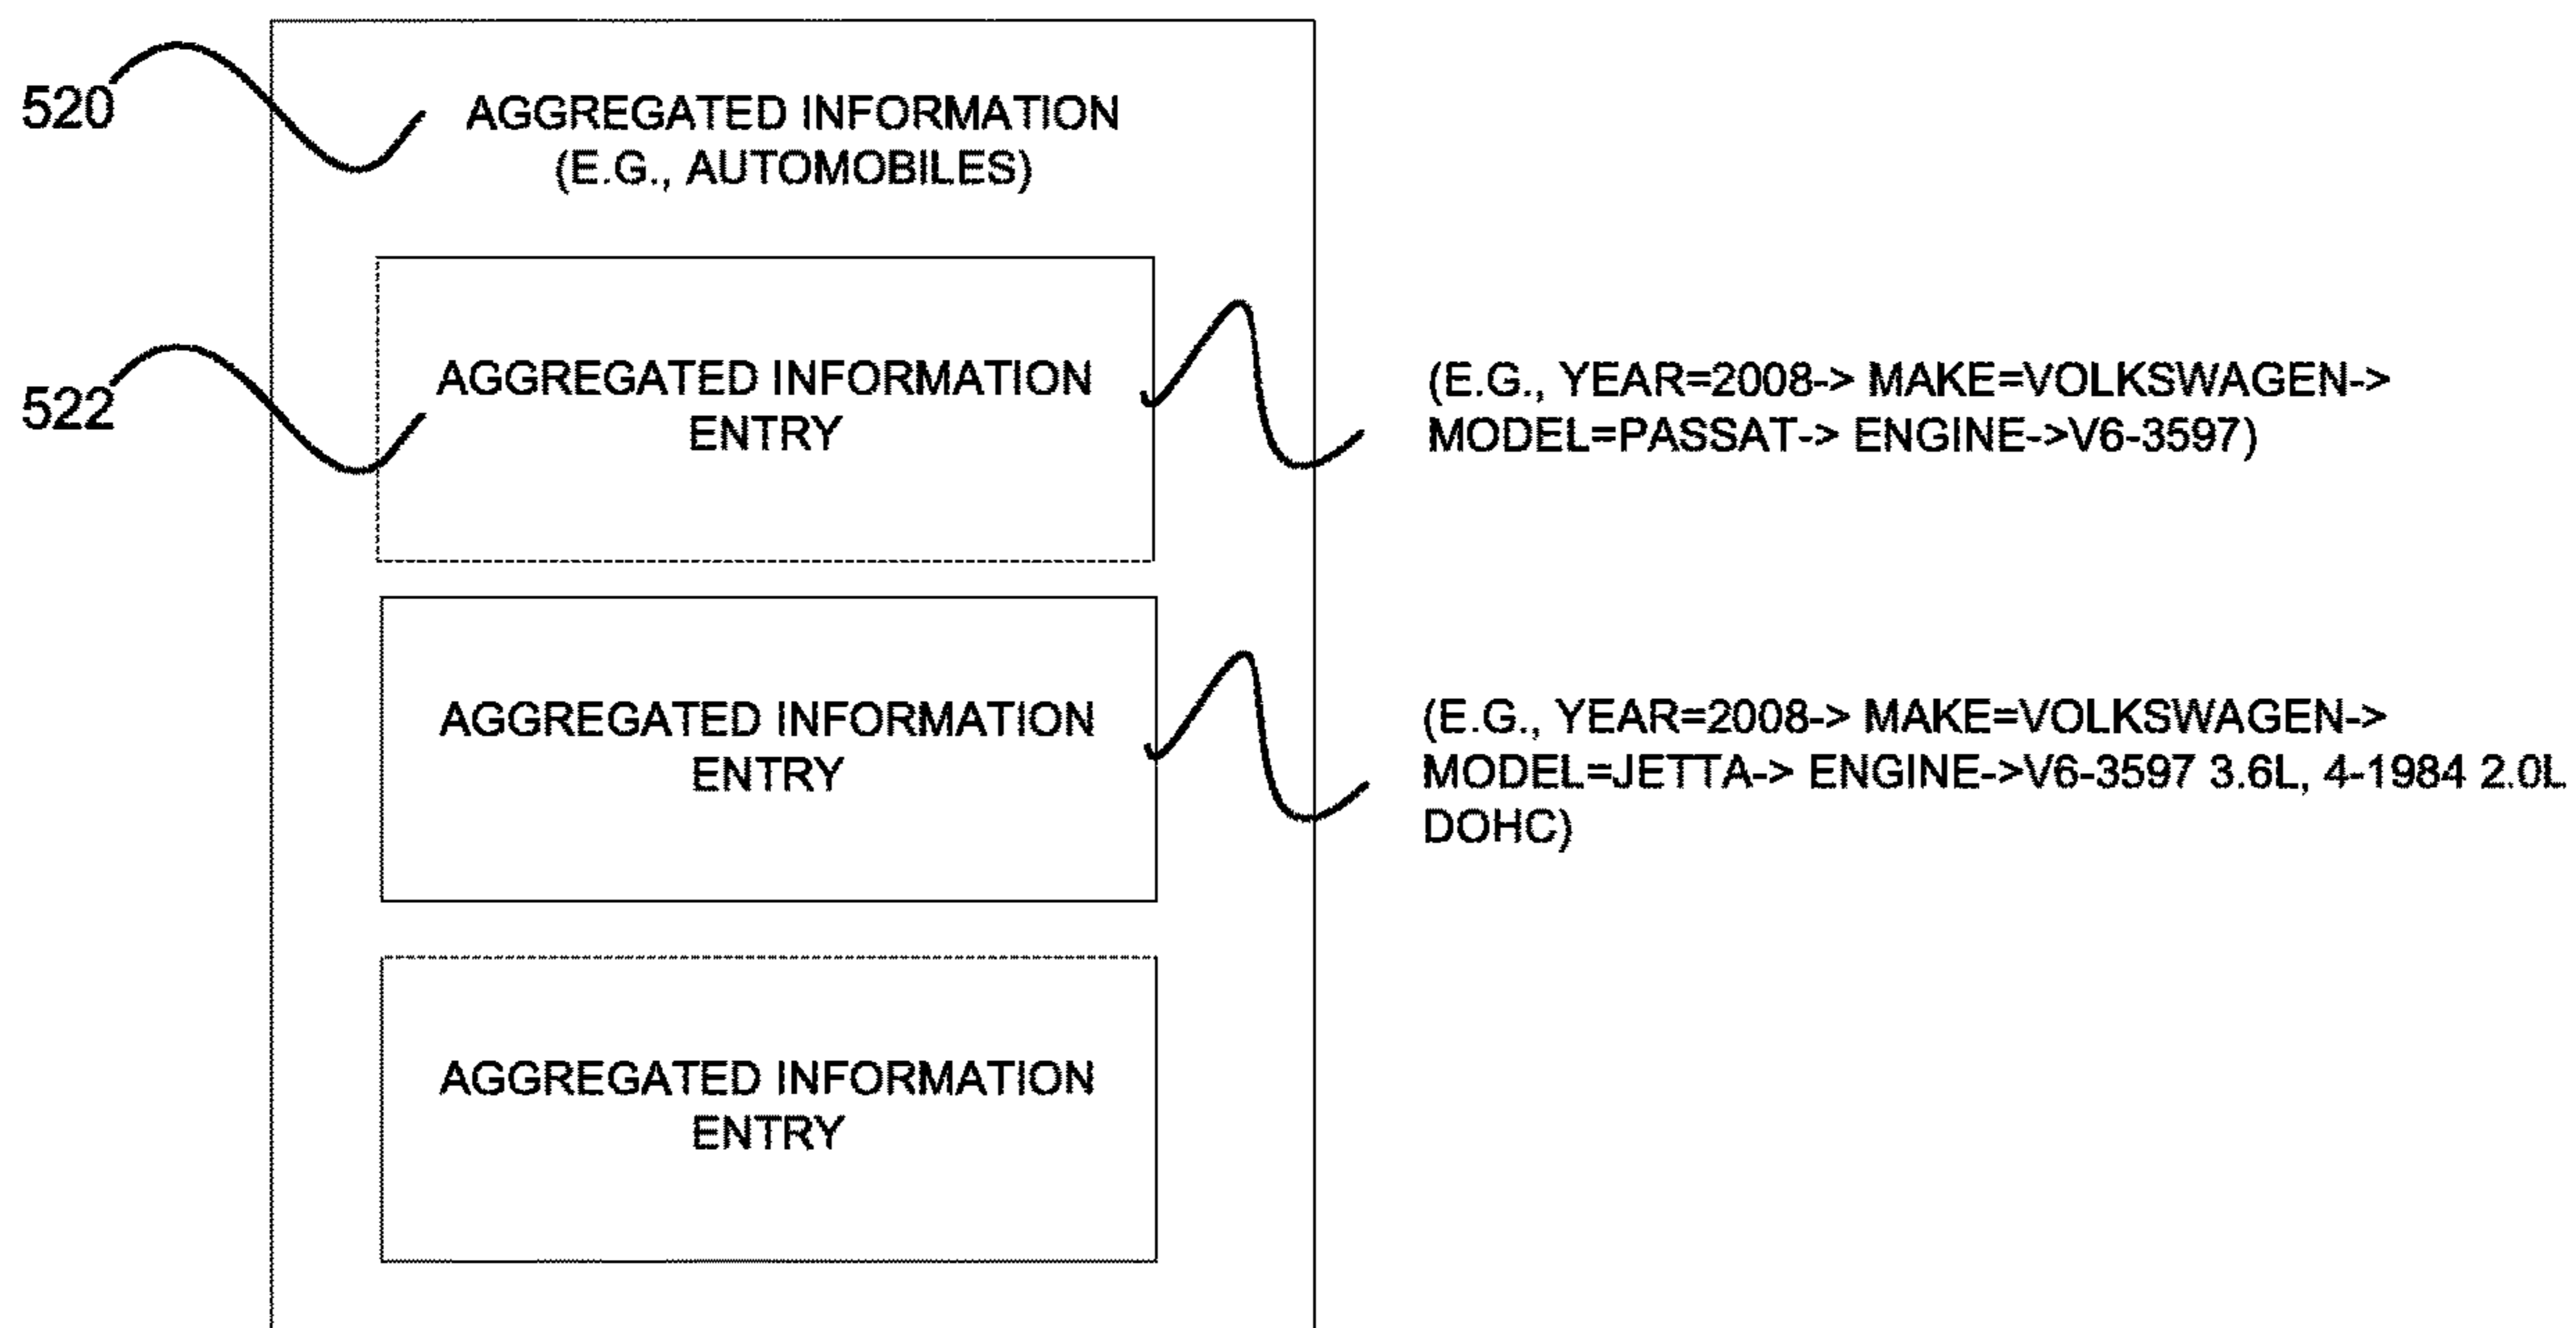 520
AGGREGATED INFORMATION
(E.G., AUTOMOBILES)
522
AGGREGATED INFORMATION
ENTRY
(E.G., YEAR=2008-> MAKE=VOLKSWAGEN->
MODEL=PASSAT-> ENGINE->V6-3597)
AGGREGATED INFORMATION
ENTRY
(E.G., YEAR=2008-> MAKE=VOLKSWAGEN->
MODEL=JETTA-> ENGINE->V6-3597 3.6L, 4-1984 2.0L
DOHC)
AGGREGATED INFORMATION
ENTRY